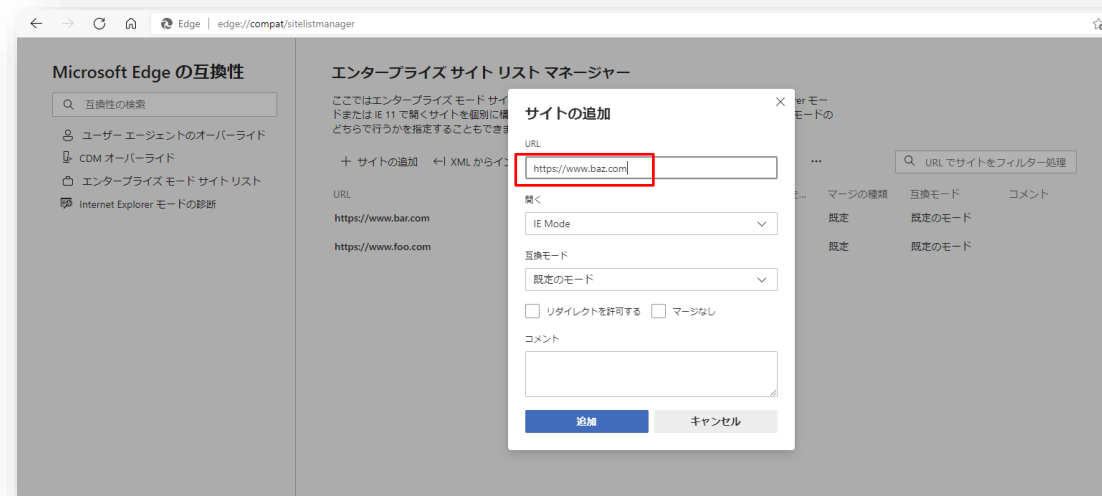 Edge | edge://compat/sitelistmanager
Microsoft Edge の互換性
互換性の検索
ユーザー エージェントのオーバーライド
CDM オーバーライド
エンタープライズ モード サイト リスト
Internet Explorer モードの診断
エンタープライズ サイト リスト マネージャー
ここではエンタープライズ モード サイ
rer モー
ドまたは IE 11 で開くサイトを個別に構
モードの
どちらで行うかを指定することもできま
サイトの追加
XML からイン
...
URL でサイトをフィルター処理
URL
マージの種類
互換モード
コメント
https://www.bar.com
既定
既定のモード
https://www.foo.com
既定
既定のモード
サイトの追加
URL
https://www.baz.com
開く
IE Mode
互換モード
既定のモード
リダイレクトを許可する
マージなし
コメント
追加
キャンセル